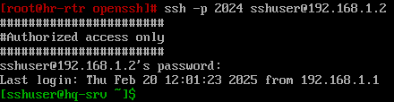 [root@hr-rtr openssh]# ssh -p 2024 sshuser@192.168.1.2
######################
#Authorized access only
######################
sshuser@192.168.1.2's password:
Last login: Thu Feb 20 12:01:23 2025 from 192.168.1.1
[sshuser@hq-srv ~]$